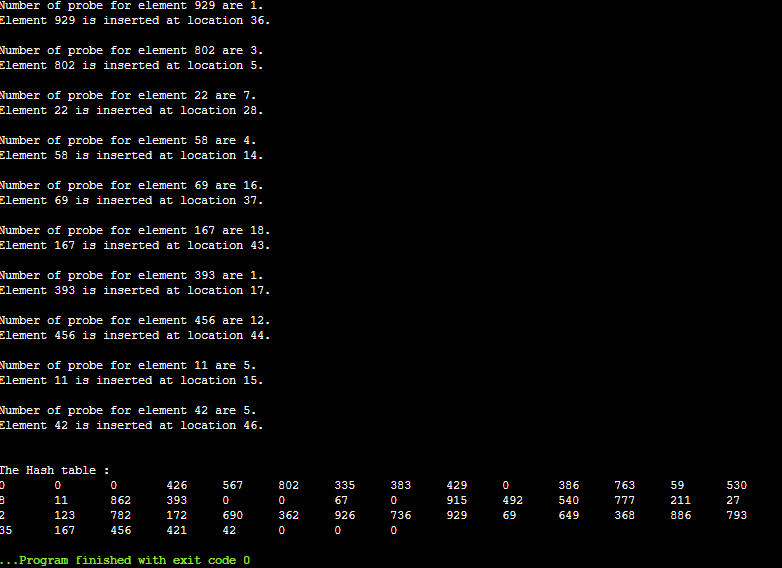 Number of probe for element 929 are 1.
Element 929 is inserted at location 36.
Number of probe for element 802 are 3.
Element 802 is inserted at location 5.
Number of probe for element 22 are 7.
Element 22 is inserted at location 28.
Number of probe for element 58 are 4.
Element 58 is inserted at location 14.
Number of probe for element 69 are 16.
Element 69 is inserted at location 37.
Number of probe for element 167 are 18.
Element 167 is inserted at location 43.
Number of probe for element 393 are 1.
Element 393 is inserted at location 17.
Number of probe for element 456 are 12.
Element 456 is inserted at location 44.
Number of probe for element 11 are 5.
Element 11 is inserted at location 15.
Number of probe for element 42 are 5.
Element 42 is inserted at location 46.
The Hash table :
0 0 0 426 567 802 335 383 429 0 386 763 59 530
8 11 862 393 0 0 67 0 915 492 540 777 211 27
2 123 782 172 690 362 926 736 929 69 649 368 886 793
35 167 456 421 42 0 0 0
...Program finished with exit code 0